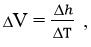 ΔV = Δh / ΔT ,